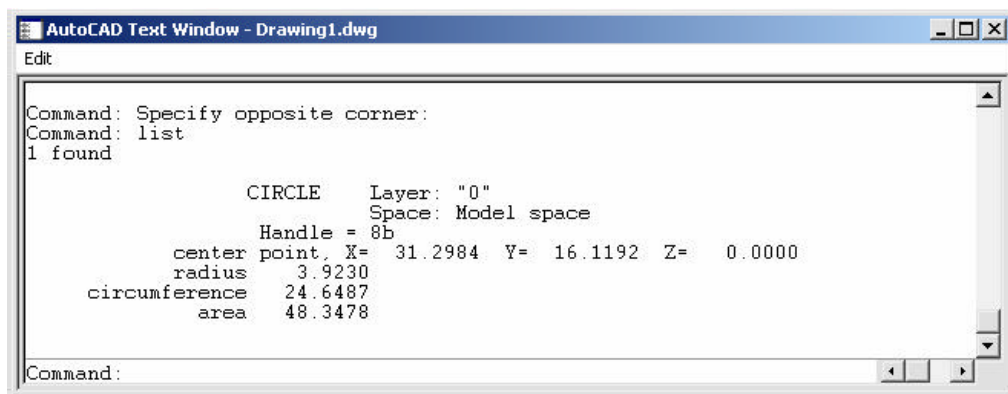 AutoCAD Text Window - Drawing1.dwg
Edit
Command: Specify opposite corner:
Command: list
1 found
CIRCLE Layer: "0"
Space: Model space
Handle = 8b
center point, X= 31.2984 Y= 16.1192 Z= 0.0000
radius 3.9230
circumference 24.6487
area 48.3478
Command: